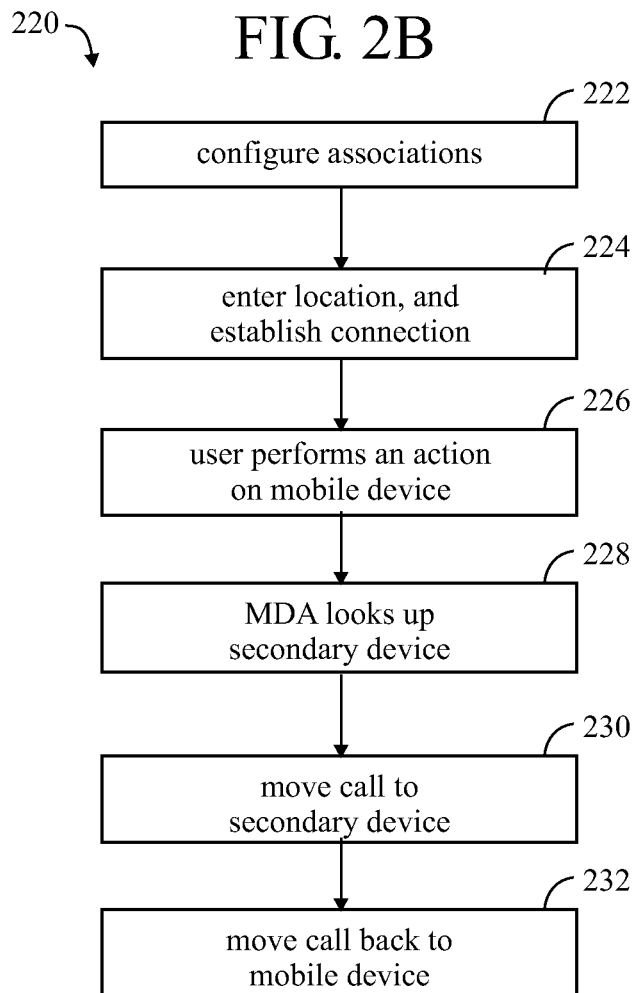 220
FIG. 2B
222
configure associations
224
enter location, and
establish connection
226
user performs an action
on mobile device
228
MDA looks up
secondary device
230
move call to
secondary device
232
move call back to
mobile device